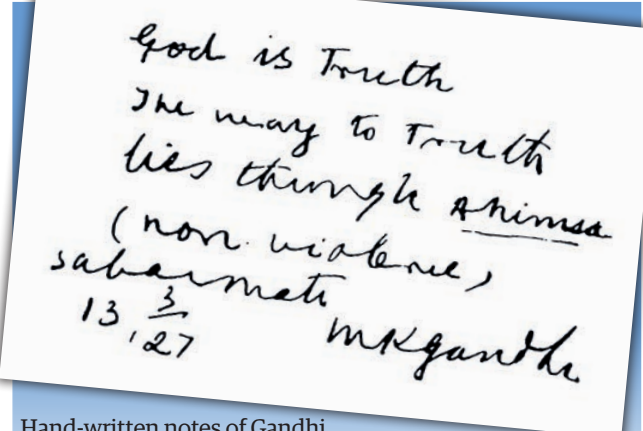 God is Truth
The way to Truth
lies through ahimsa
(non violence)
Sabarmati
13 3
'27
MKGandhi
Hand-written notes of Gandhi